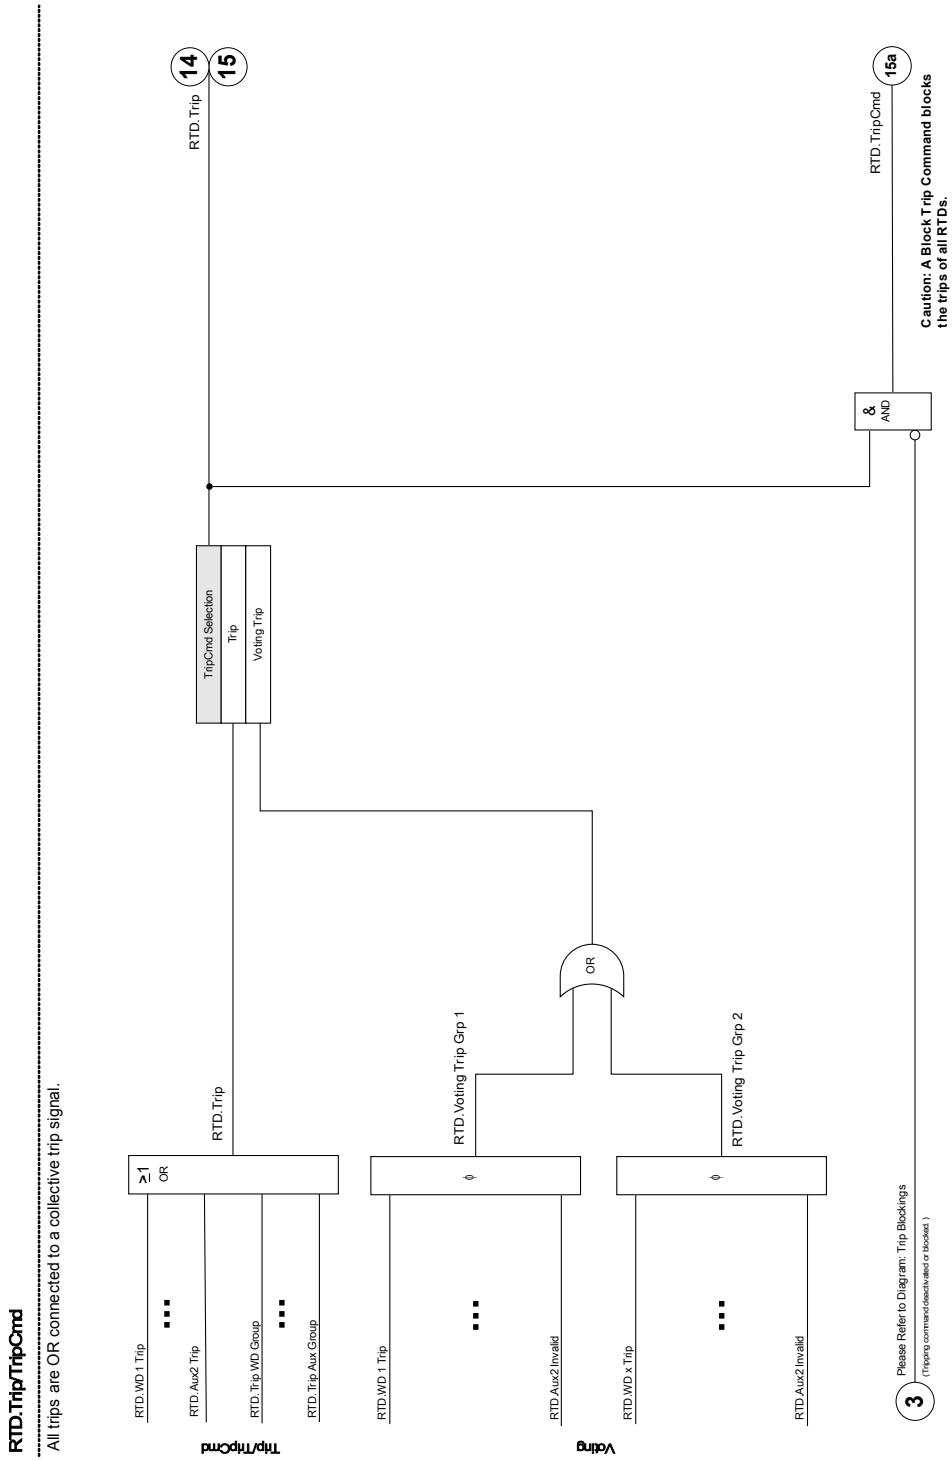 RTD.Trip/TripCmd
All trips are OR connected to a collective trip signal.
Trip/TripCmd
RTD.WD 1 Trip
...
RTD.Aux2 Trip
RTD.Trip WD Group
...
RTD.Trip Aux Group
≥1
OR
RTD.Trip
TripCmd Selection
Trip
Voting Trip
RTD.Trip
14
15
Voting
RTD.WD 1 Trip
...
RTD.Aux2 Invalid
φ
RTD.Voting Trip Grp 1
OR
RTD.WD x Trip
...
RTD.Aux2 Invalid
φ
RTD.Voting Trip Grp 2
3
Please Refer to Diagram: Trip Blockings
(Tripping command deactivated or blocked. )
&
AND
RTD.TripCmd
15a
Caution: A Block Trip Command blocks
the trips of all RTDs.